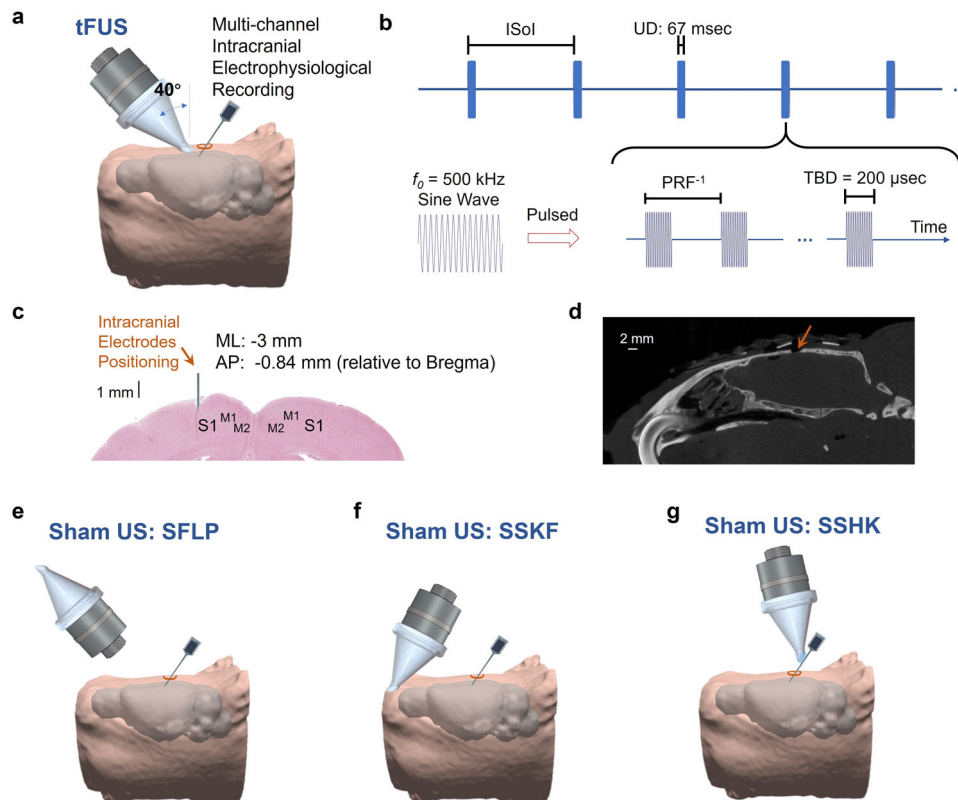 a
tFUS
Multi-channel
Intracranial
Electrophysiological
Recording
40°
b
ISoI
UD: 67 msec
f0 = 500 kHz
Sine Wave
Pulsed
PRF-1
TBD = 200 µsec
Time
c
Intracranial
Electrodes
Positioning
ML: -3 mm
AP: -0.84 mm (relative to Bregma)
1 mm
S1 M1 M2 M2 M1 S1
d
2 mm
e
Sham US: SFLP
f
Sham US: SSKF
g
Sham US: SSHK